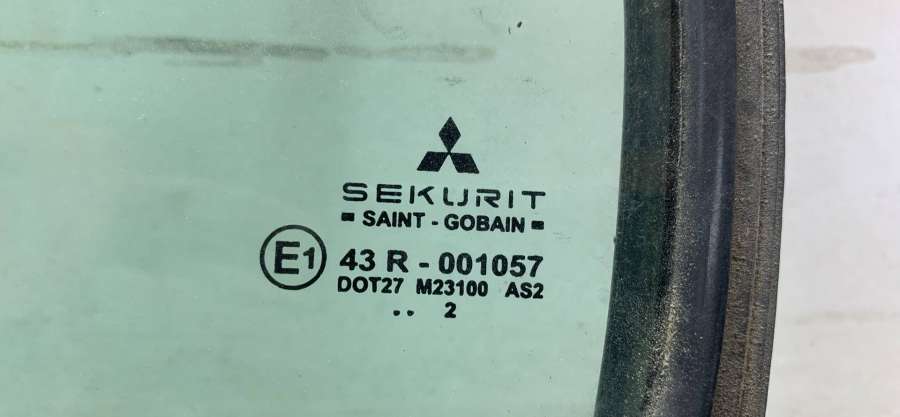 SEKURIT
SAINT - GOBAIN
E1 43 R - 001057
DOT27 M23100 AS2
.. 2